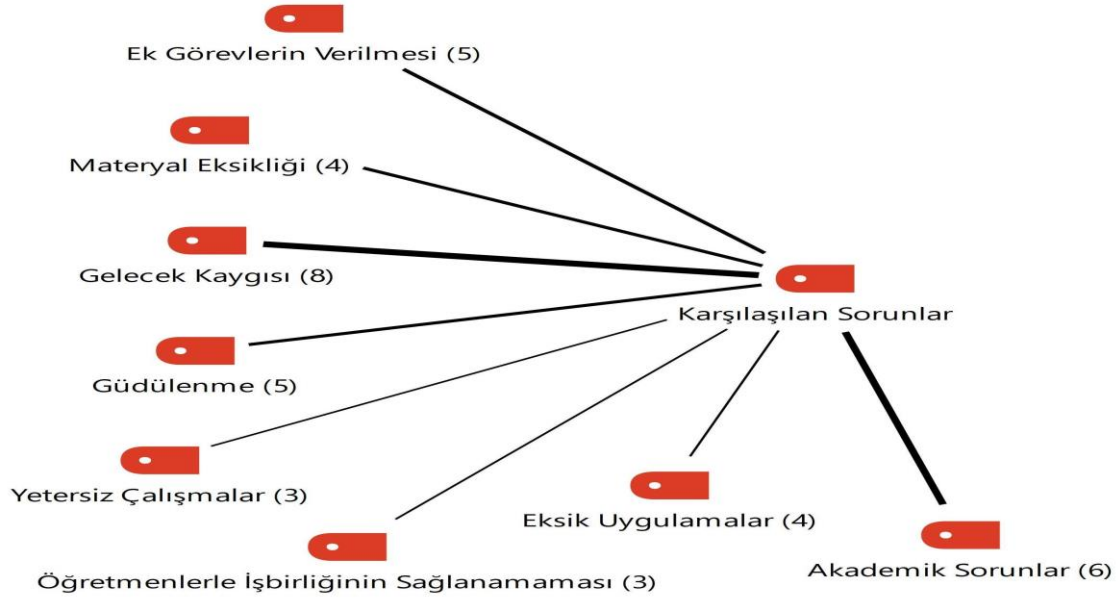 Ek Görevlerin Verilmesi (5)
Materyal Eksikliği (4)
Gelecek Kaygısı (8)
Karşılaşılan Sorunlar
Güdülenme (5)
Yetersiz Çalışmalar (3)
Eksik Uygulamalar (4)
Öğretmenlerle İşbirliğinin Sağlanamaması (3)
Akademik Sorunlar (6)